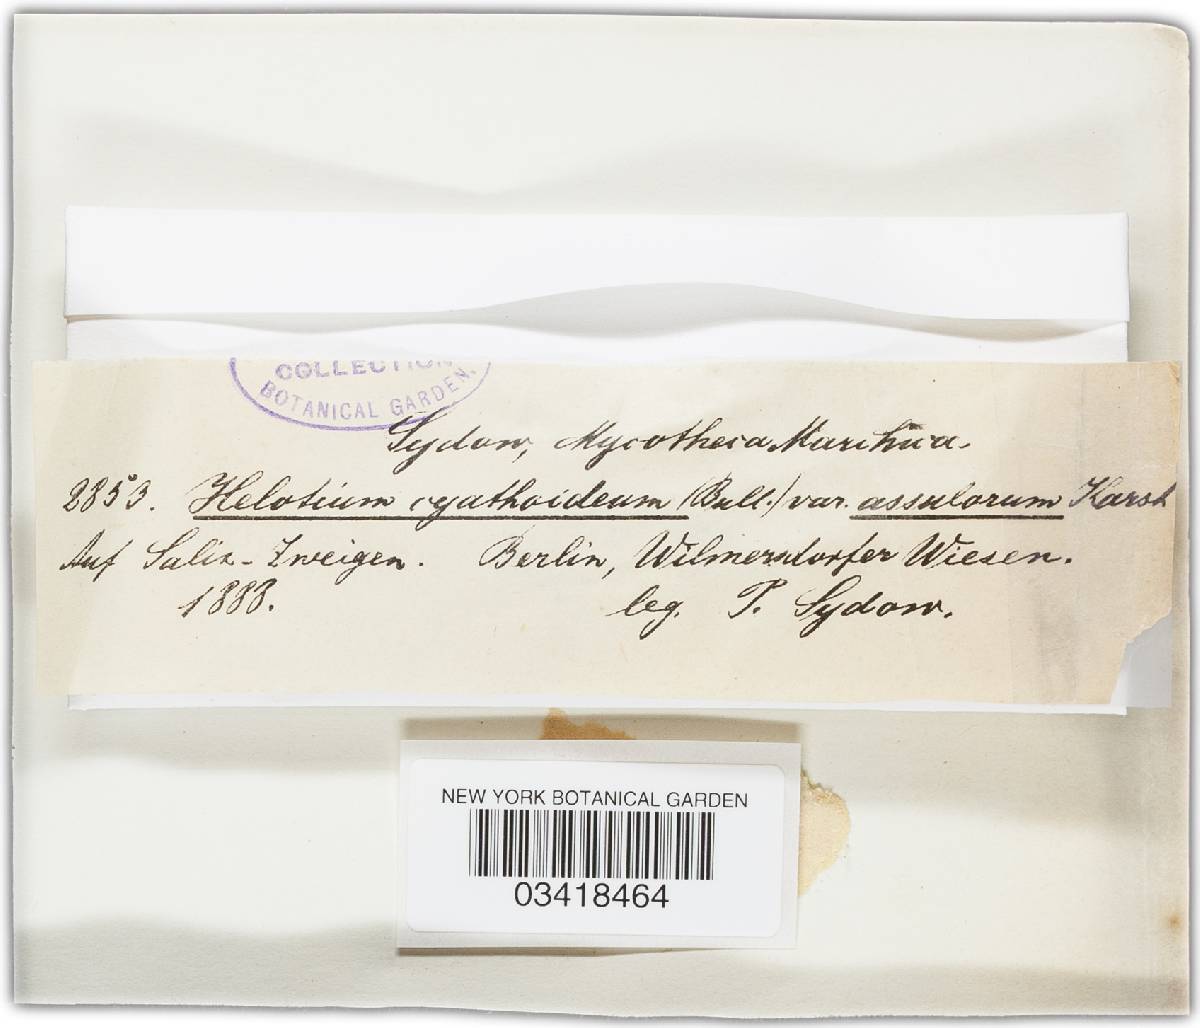 COLLECTION
BOTANICAL GARDEN.
Sydow, Mycotheca Marchica.
2853. Helotium cyathoideum (Bull.) var. assulorum Karst
Auf Salix-Zweigen. Berlin, Wilmersdorfer Wiesen.
1888. leg. P. Sydow.
NEW YORK BOTANICAL GARDEN
03418464